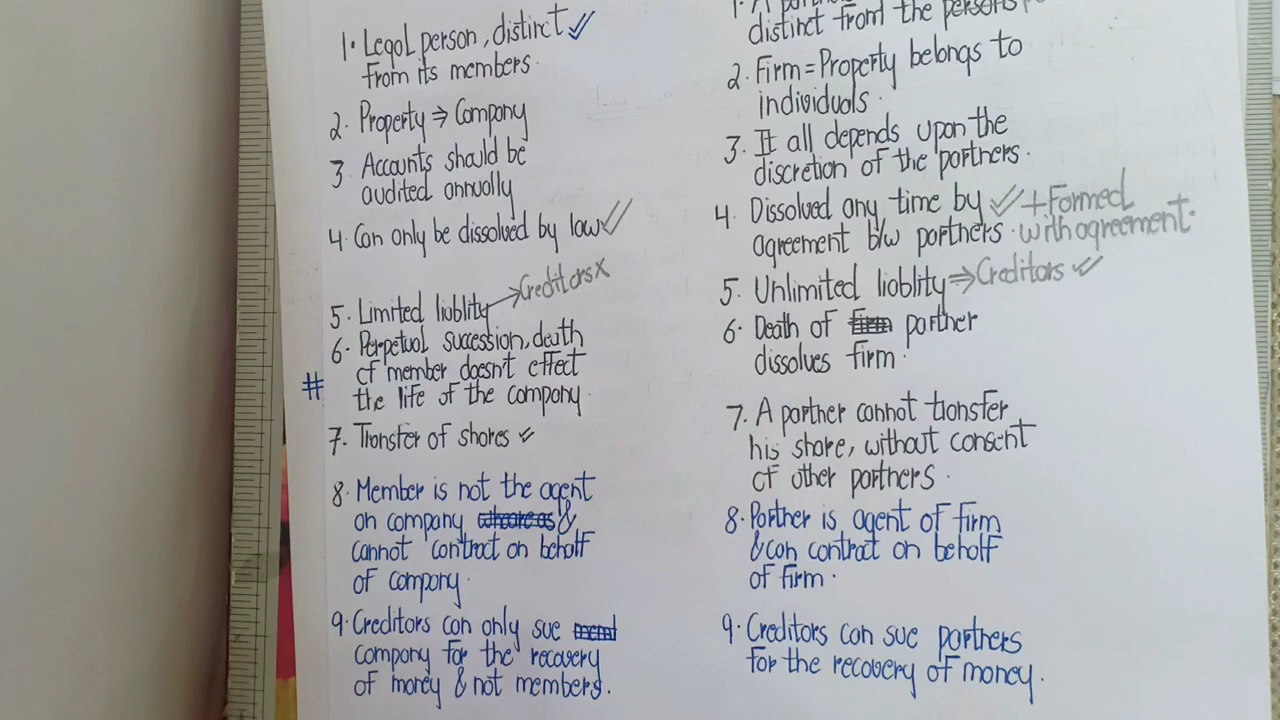 1. Legal person, distinct
from its members.
2. Property ⇒ Company
3. Accounts should be
audited annually
4. Can only be dissolved by law
5. Limited liablity → Creditors x
6. Perpetual succession, death
of member doesn't effect
# the life of the company.
7. Transfer of shares ✓
8. Member is not the agent
on company &
cannot contract on behalf
of company.
9. Creditors can only sue
company for the recovery
of money & not members.
distinct from the persons
2. Firm = Property belongs to
individuals.
3. It all depends upon the
discretion of the partners.
4. Dissolved any time by ✓ + Formed
agreement b/w partners. with agreement.
5. Unlimited liablity ⇒ Creditors ✓
6. Death of partner
dissolves firm.
7. A partner cannot transfer
his share, without consent
of other partners.
8. Partner is agent of firm
& can contract on behalf
of firm.
9. Creditors can sue partners
for the recovery of money.